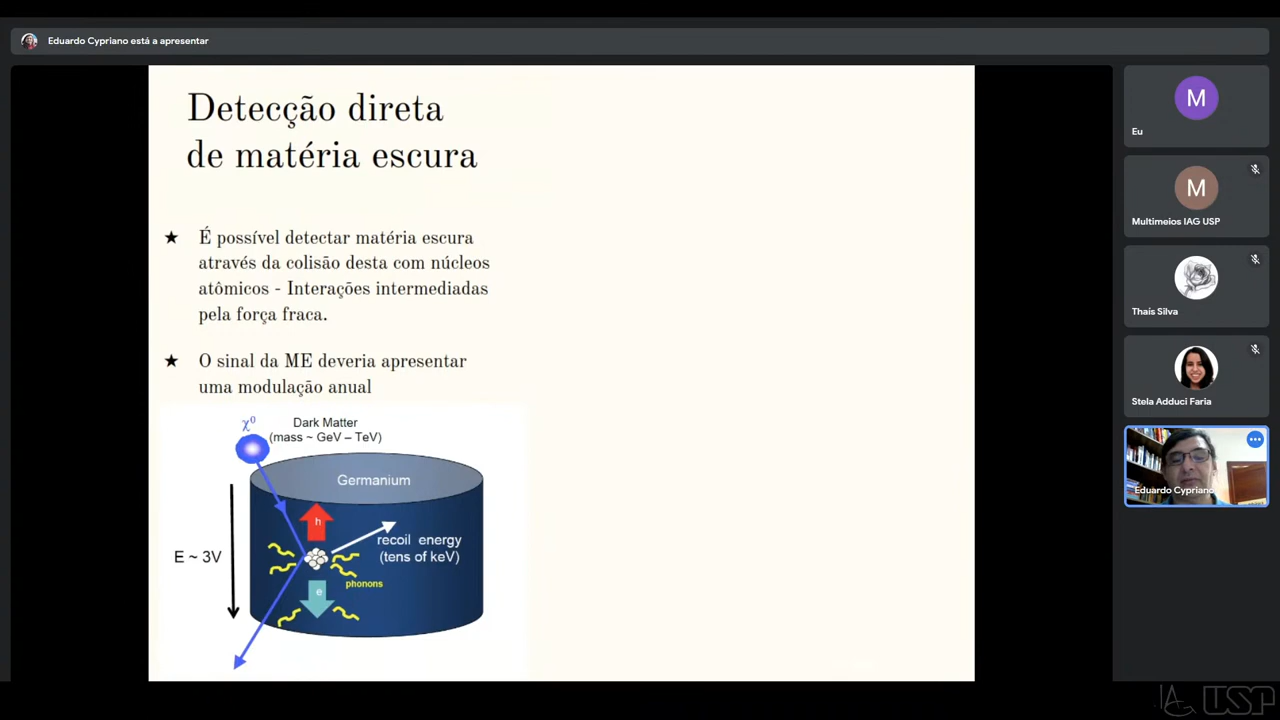 Eduardo Cypriano está a apresentar
Detecção direta
de matéria escura
★ É possível detectar matéria escura
através da colisão desta com núcleos
atômicos - Interações intermediadas
pela força fraca.
★ O sinal da ME deveria apresentar
uma modulação anual
χ⁰
Dark Matter
(mass ~ GeV – TeV)
Germanium
h
recoil energy
(tens of keV)
E ~ 3V
phonons
e
M
Eu
M
Multimeios IAG USP
Thaís Silva
Stela Adduci Faria
Eduardo Cypriano
USP